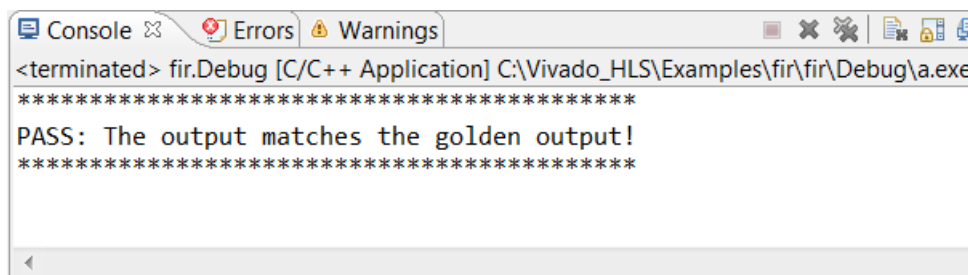 Console Errors Warnings
<terminated> fir.Debug [C/C++ Application] C:\Vivado_HLS\Examples\fir\fir\Debug\a.exe
*******************************************
PASS: The output matches the golden output!
*******************************************